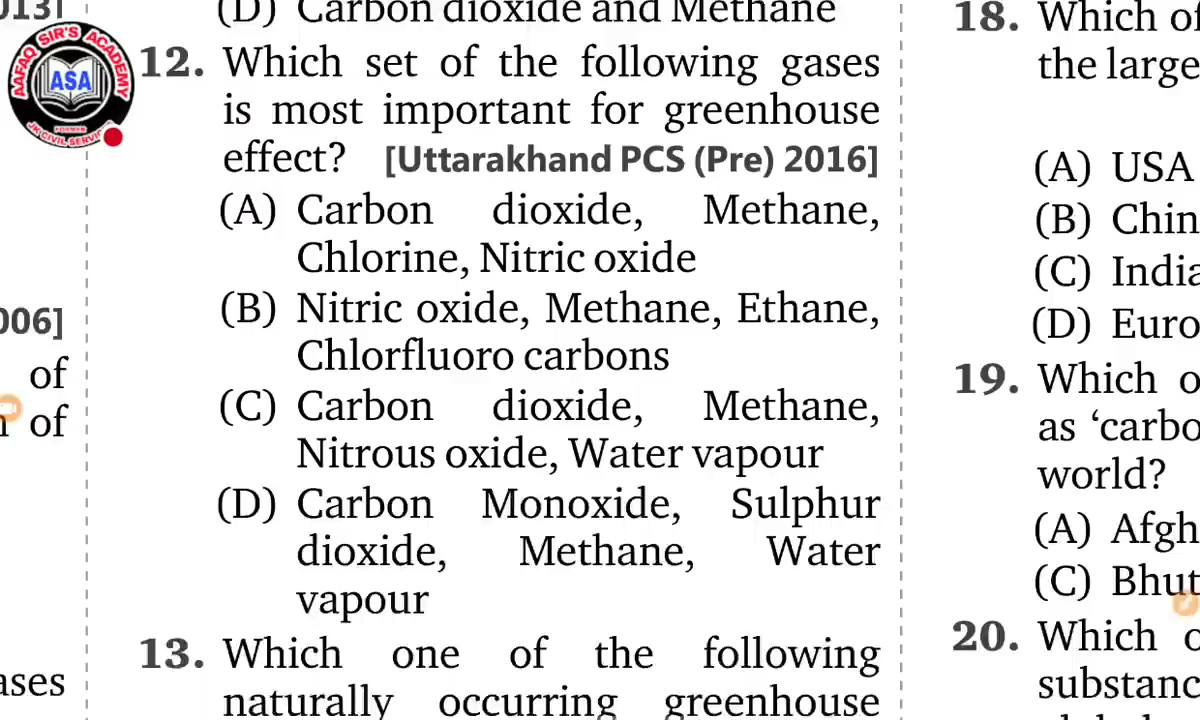 013]
006]
of
n of
ases
AAFAQ SIR'S ACADEMY
ASA
JK CIVIL SERVIC
(D) Carbon dioxide and Methane
12. Which set of the following gases
is most important for greenhouse
effect? [Uttarakhand PCS (Pre) 2016]
(A) Carbon dioxide, Methane,
Chlorine, Nitric oxide
(B) Nitric oxide, Methane, Ethane,
Chlorfluoro carbons
(C) Carbon dioxide, Methane,
Nitrous oxide, Water vapour
(D) Carbon Monoxide, Sulphur
dioxide, Methane, Water
vapour
13. Which one of the following
naturally occurring greenhouse
18. Which of
the large
(A) USA
(B) Chin
(C) India
(D) Euro
19. Which o
as ‘carbo
world?
(A) Afgh
(C) Bhut
20. Which o
substanc